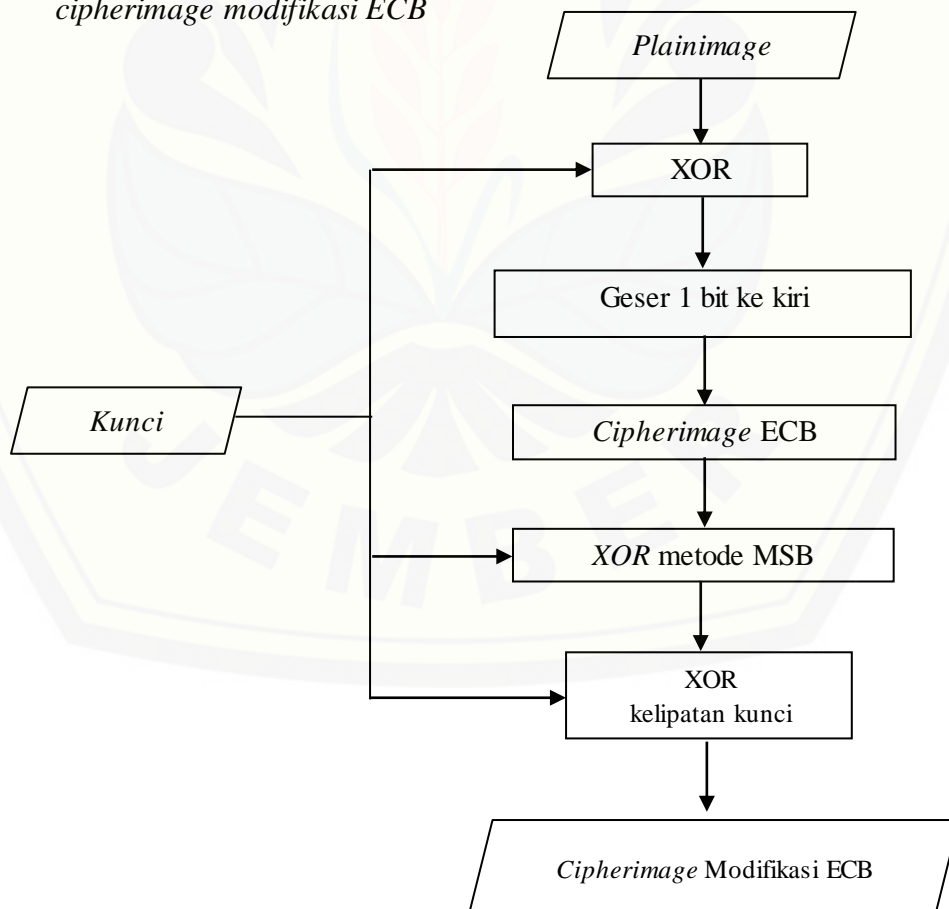 cipherimage modifikasi ECB
Plainimage
XOR
Geser 1 bit ke kiri
Kunci
Cipherimage ECB
XOR metode MSB
XOR
kelipatan kunci
Cipherimage Modifikasi ECB
JEMBER